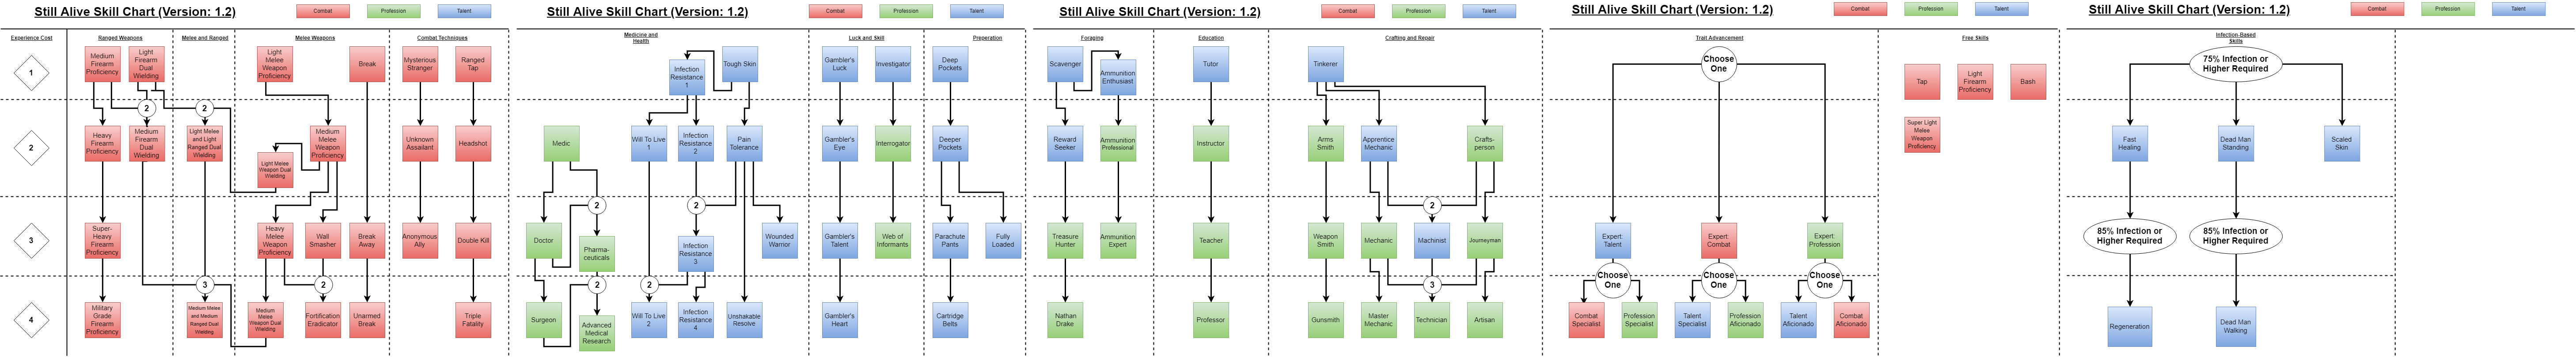 Still Alive Skill Chart (Version: 1.2)
Combat
Profession
Talent
Experience Cost
Ranged Weapons
Melee and Ranged
Melee Weapons
Combat Techniques
1
Medium
Firearm
Proficiency
Light
Firearm
Dual
Wielding
Light
Melee
Weapon
Proficiency
Break
Mysterious
Stranger
Ranged
Tap
2
2
2
Heavy
Firearm
Proficiency
Medium
Firearm
Dual
Wielding
Light Melee
and Light
Ranged Dual
Wielding
Light Melee
Weapon Dual
Wielding
Medium
Melee
Weapon
Proficiency
Unknown
Assailant
Headshot
3
Super-
Heavy
Firearm
Proficiency
Heavy
Melee
Weapon
Proficiency
Wall
Smasher
Break
Away
Anonymous
Ally
Double Kill
3
2
4
Military
Grade
Firearm
Proficiency
Medium Melee
and Medium
Ranged Dual
Wielding
Medium
Melee
Weapon Dual
Wielding
Fortification
Eradicator
Unarmed
Break
Triple
Fatality
Still Alive Skill Chart (Version: 1.2)
Combat
Profession
Talent
Medicine and
Health
Luck and Skill
Preperation
Infection
Resistance
1
Tough Skin
Gambler's
Luck
Investigator
Deep
Pockets
Medic
Will To Live
1
Infection
Resistance
2
Pain
Tolerance
Gambler's
Eye
Interrogator
Deeper
Pockets
2
2
Doctor
Pharma-
ceuticals
Infection
Resistance
3
Wounded
Warrior
Gambler's
Talent
Web of
Informants
Parachute
Pants
Fully
Loaded
2
2
Surgeon
Advanced
Medical
Research
Will To Live
2
Infection
Resistance
4
Unshakable
Resolve
Gambler's
Heart
Cartridge
Belts
Still Alive Skill Chart (Version: 1.2)
Combat
Profession
Talent
Foraging
Education
Crafting and Repair
Scavenger
Ammunition
Enthusiast
Tutor
Tinkerer
Reward
Seeker
Ammunition
Professional
Instructor
Arms
Smith
Apprentice
Mechanic
Crafts-
person
2
Treasure
Hunter
Ammunition
Expert
Teacher
Weapon
Smith
Mechanic
Machinist
Journeyman
3
Nathan
Drake
Professor
Gunsmith
Master
Mechanic
Technician
Artisan
Still Alive Skill Chart (Version: 1.2)
Combat
Profession
Talent
Trait Advancement
Free Skills
Choose
One
Tap
Light
Firearm
Proficiency
Bash
Super Light
Melee
Weapon
Proficiency
Expert
Talent
Expert
Combat
Expert
Profession
Choose
One
Choose
One
Choose
One
Combat
Specialist
Profession
Specialist
Talent
Specialist
Profession
Aficionado
Talent
Aficionado
Combat
Aficionado
Still Alive Skill Chart (Version: 1.2)
Combat
Profession
Talent
Infection-Based
Skills
75% Infection or
Higher Required
Fast
Healing
Dead Man
Standing
Scaled
Skin
85% Infection or
Higher Required
85% Infection or
Higher Required
Regeneration
Dead Man
Walking